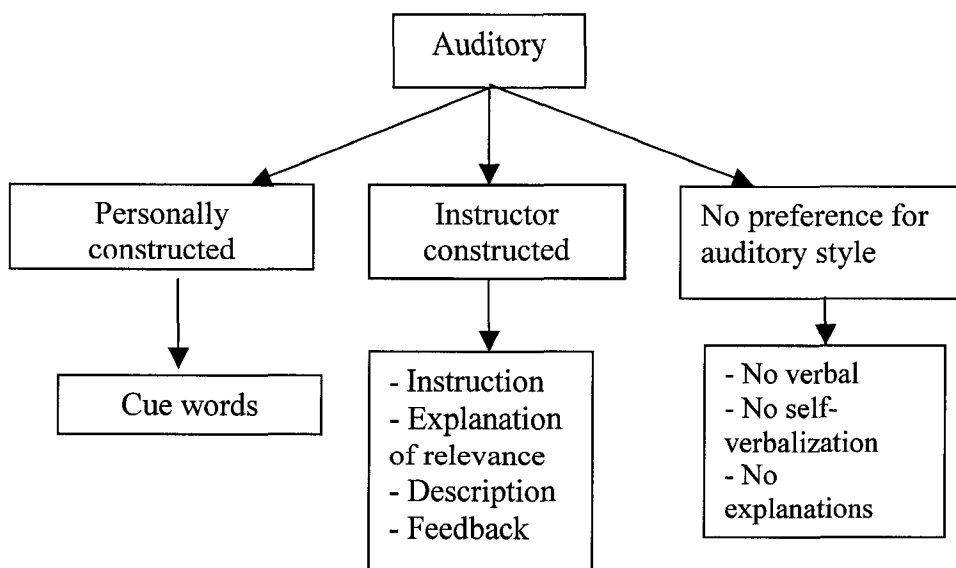 Auditory
Personally
constructed
Instructor
constructed
No preference for
auditory style
Cue words
- Instruction
- Explanation
of relevance
- Description
- Feedback
- No verbal
- No self-
verbalization
- No
explanations